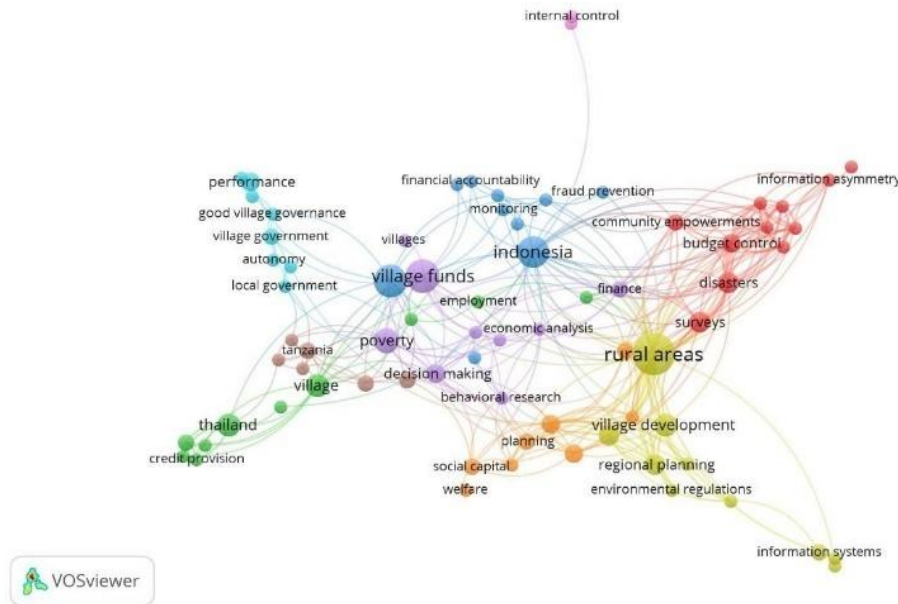 internal control
performance
financial accountability
fraud prevention
information asymmetry
good village governance
monitoring
community empowerments
village government
villages
indonesia
budget control
autonomy
village funds
local government
employment
finance
disasters
poverty
economic analysis
surveys
tanzania
rural areas
village
decision making
behavioral research
thailand
village development
planning
credit provision
social capital
regional planning
welfare
environmental regulations
information systems
VOSviewer